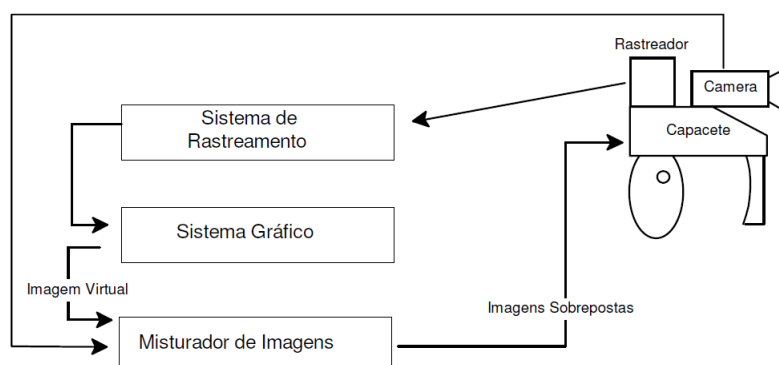 Rastreador
Camera
Sistema de
Rastreamento
Capacete
Sistema Gráfico
Imagem Virtual
Imagens Sobrepostas
Misturador de Imagens